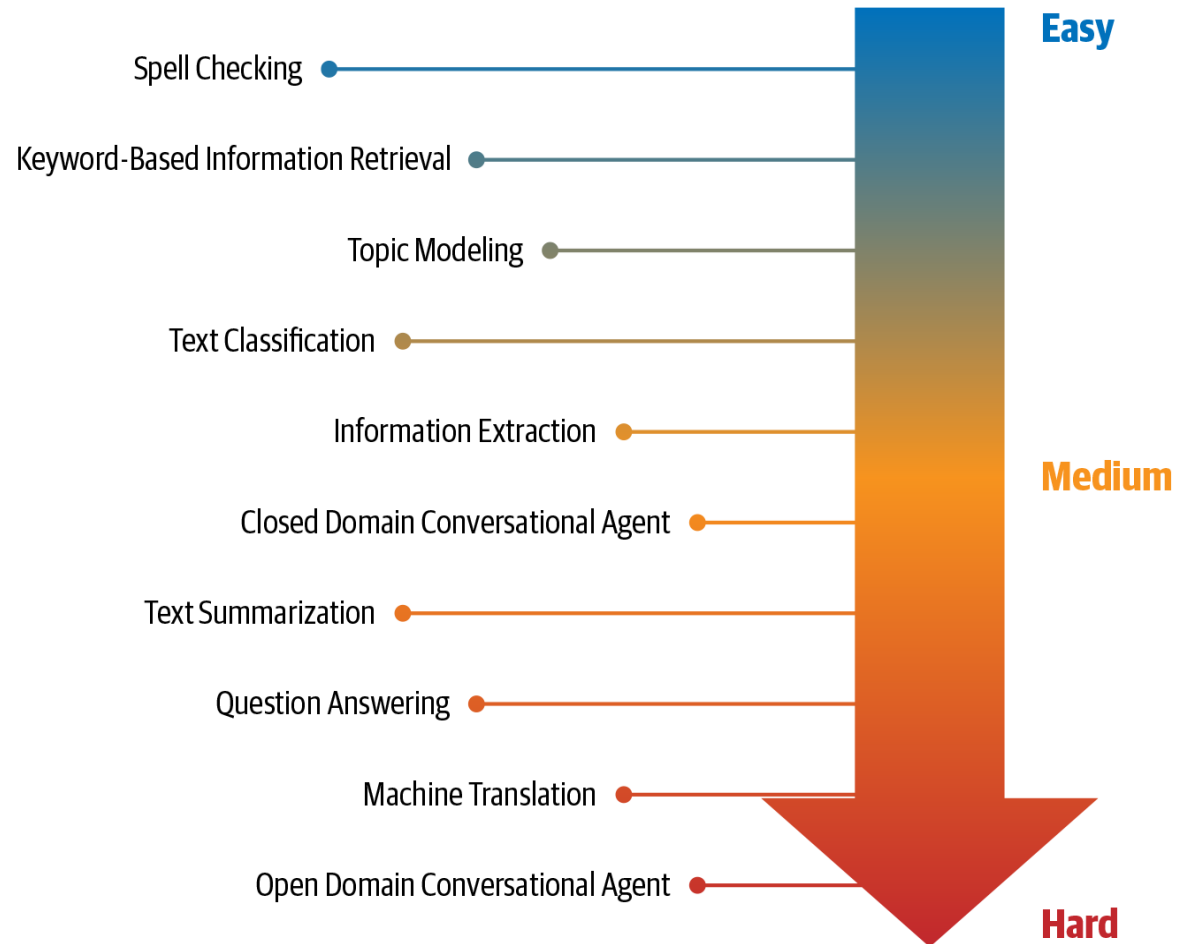 Easy
Spell Checking
Keyword-Based Information Retrieval
Topic Modeling
Text Classification
Information Extraction
Medium
Closed Domain Conversational Agent
Text Summarization
Question Answering
Machine Translation
Open Domain Conversational Agent
Hard